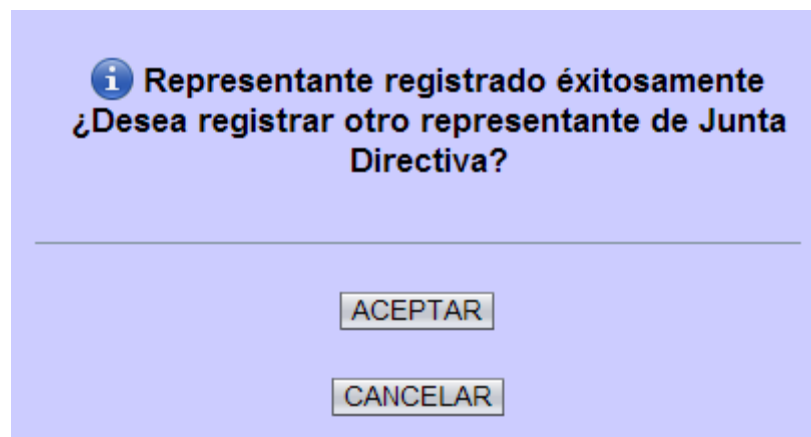 Representante registrado éxitosamente
¿Desea registrar otro representante de Junta
Directiva?
ACEPTAR
CANCELAR